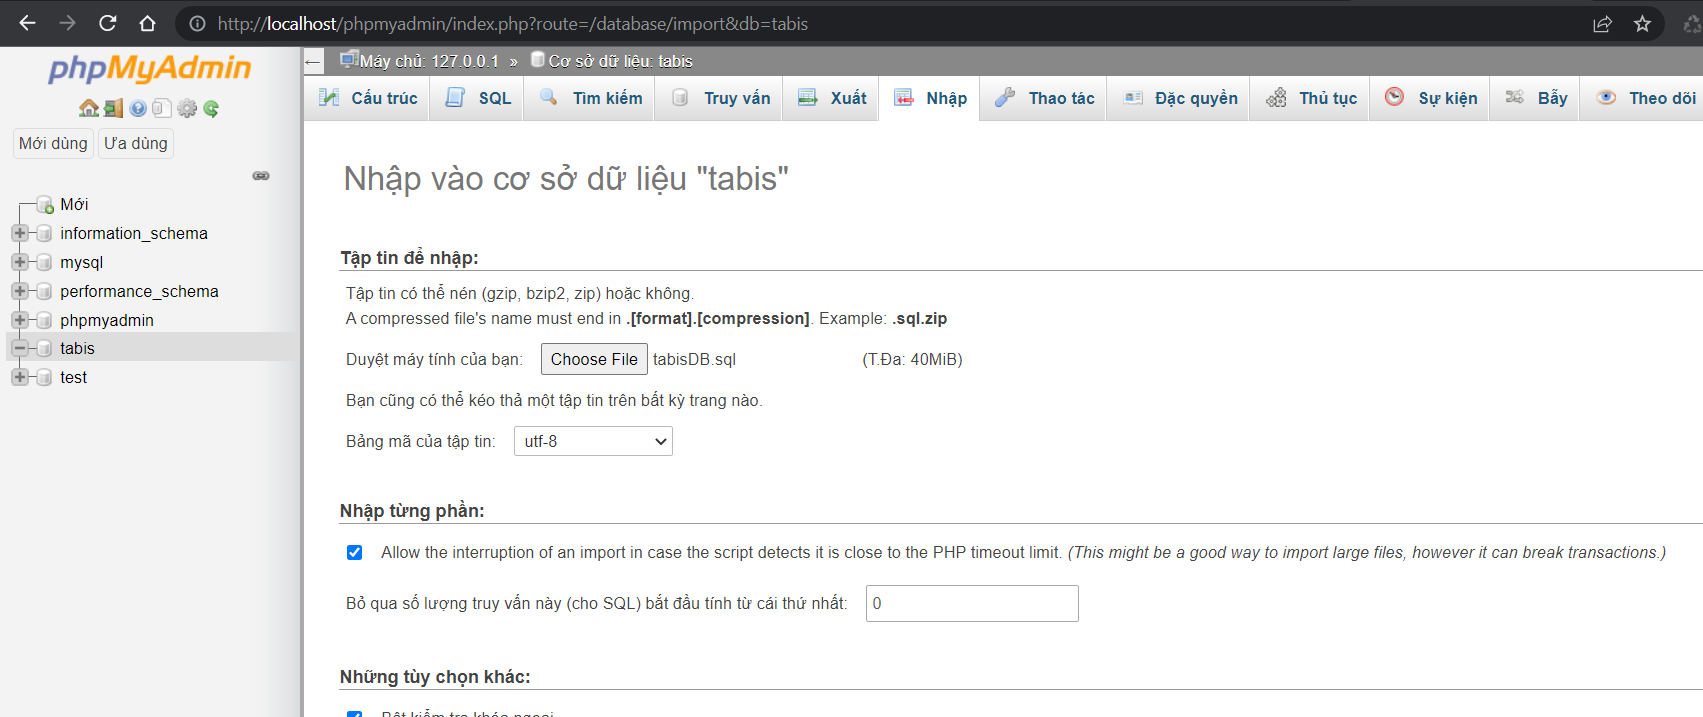 http://localhost/phpmyadmin/index.php?route=/database/import&db=tabis
phpMyAdmin
Mới dùng Ưa dùng
Mới
information_schema
mysql
performance_schema
phpmyadmin
tabis
test
Máy chủ: 127.0.0.1 » Cơ sở dữ liệu: tabis
Cấu trúc SQL Tìm kiếm Truy vấn Xuất Nhập Thao tác Đặc quyền Thủ tục Sự kiện Bẫy Theo dõi
Nhập vào cơ sở dữ liệu "tabis"
Tập tin để nhập:
Tập tin có thể nén (gzip, bzip2, zip) hoặc không.
A compressed file's name must end in .[format].[compression]. Example: .sql.zip
Duyệt máy tính của bạn: Choose File tabisDB.sql (T.Đa: 40MiB)
Bạn cũng có thể kéo thả một tập tin trên bất kỳ trang nào.
Bảng mã của tập tin: utf-8
Nhập từng phần:
Allow the interruption of an import in case the script detects it is close to the PHP timeout limit. (This might be a good way to import large files, however it can break transactions.)
Bỏ qua số lượng truy vấn này (cho SQL) bắt đầu tính từ cái thứ nhất: 0
Những tùy chọn khác:
Bật kiểm tra khóa ngoại